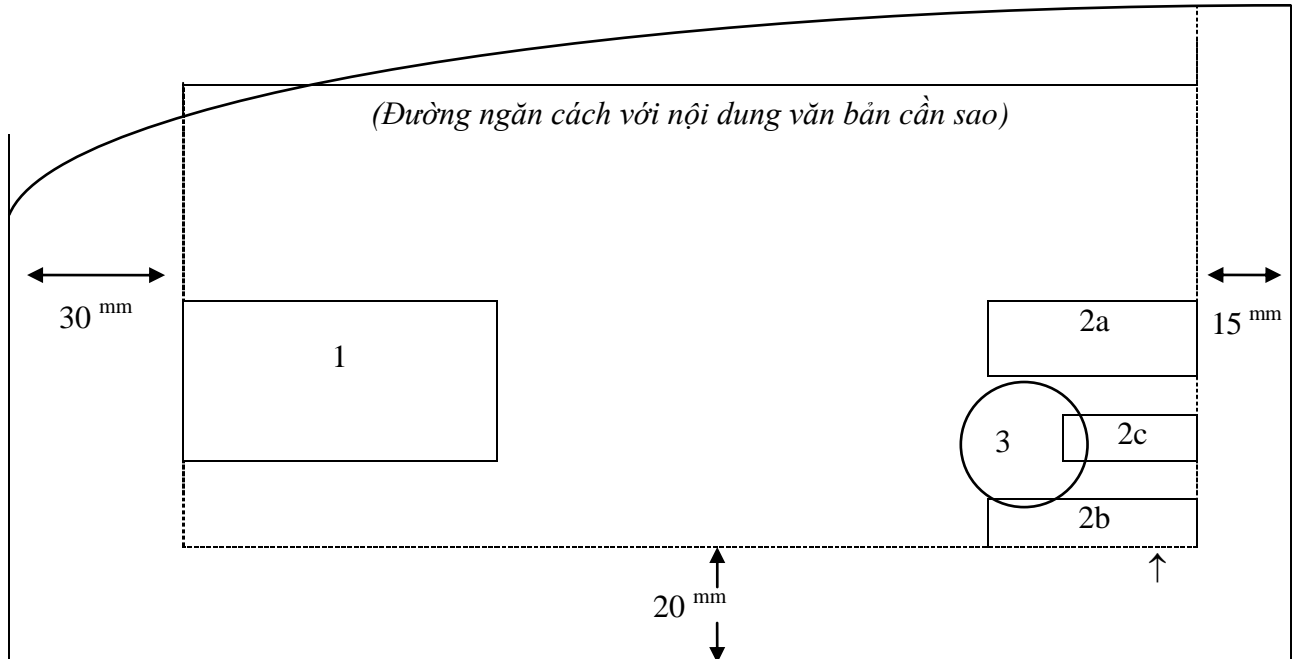 (Đường ngăn cách với nội dung văn bản cần sao)
30 mm
15 mm
1
2a
3
2c
2b
↑
20 mm